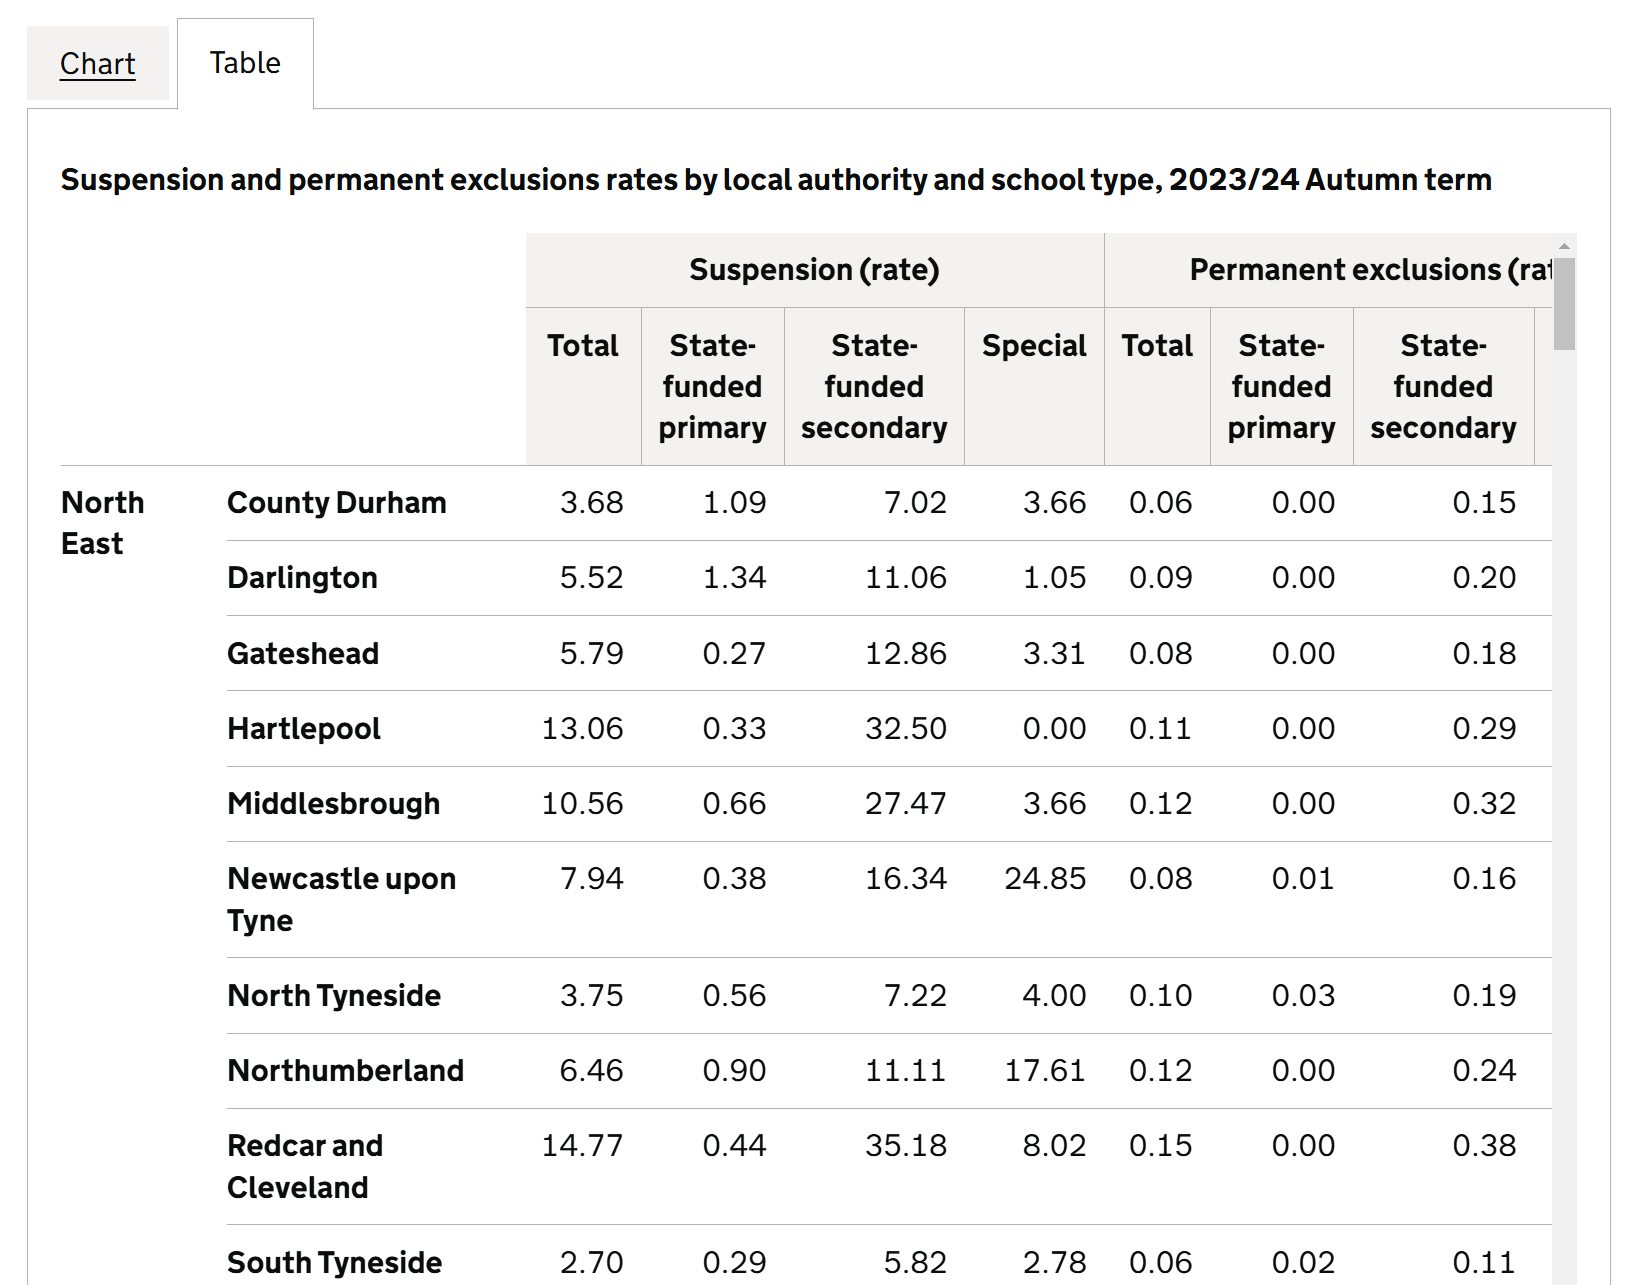 Chart Table
Suspension and permanent exclusions rates by local authority and school type, 2023/24 Autumn term
Suspension (rate) Permanent exclusions (rat
Total State- State- Special Total State- State-
funded funded funded funded
primary secondary primary secondary
North County Durham 3.68 1.09 7.02 3.66 0.06 0.00 0.15
East
Darlington 5.52 1.34 11.06 1.05 0.09 0.00 0.20
Gateshead 5.79 0.27 12.86 3.31 0.08 0.00 0.18
Hartlepool 13.06 0.33 32.50 0.00 0.11 0.00 0.29
Middlesbrough 10.56 0.66 27.47 3.66 0.12 0.00 0.32
Newcastle upon 7.94 0.38 16.34 24.85 0.08 0.01 0.16
Tyne
North Tyneside 3.75 0.56 7.22 4.00 0.10 0.03 0.19
Northumberland 6.46 0.90 11.11 17.61 0.12 0.00 0.24
Redcar and 14.77 0.44 35.18 8.02 0.15 0.00 0.38
Cleveland
South Tyneside 2.70 0.29 5.82 2.78 0.06 0.02 0.11